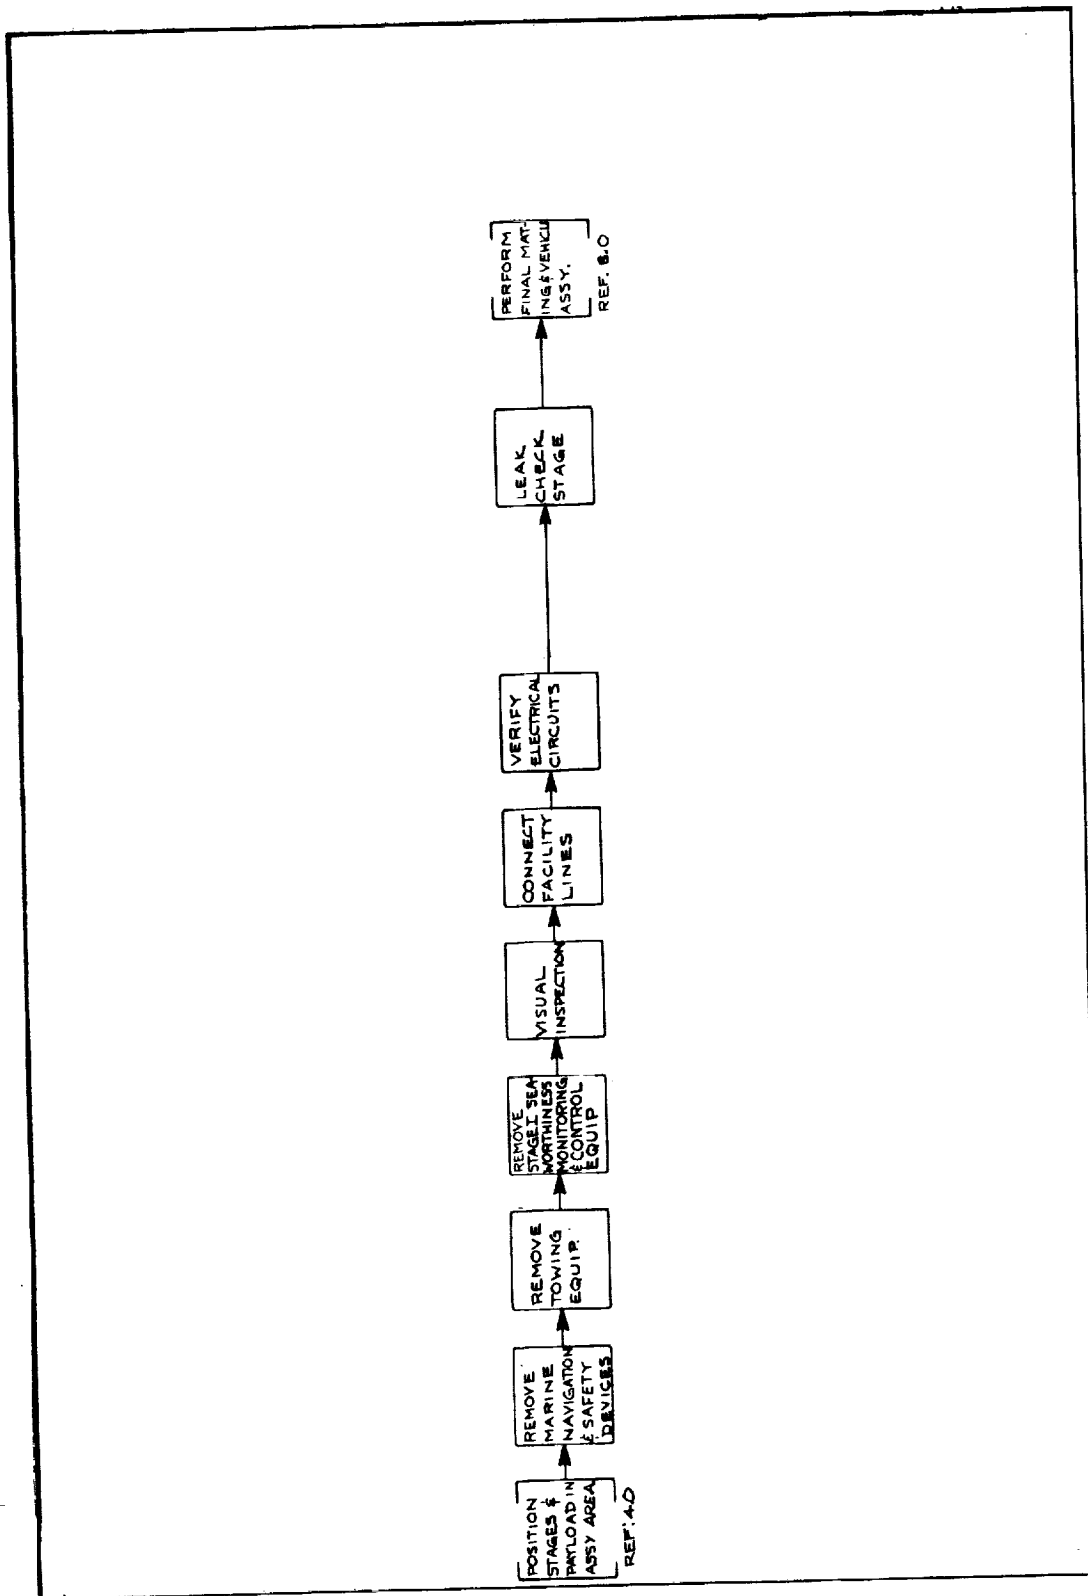 POSITION
STAGES &
PAYLOAD IN
ASSY AREA
REF: 4.0
REMOVE
MARINE
NAVIGATION
& SAFETY
DEVICES
REMOVE
TOWING
EQUIP.
REMOVE
STAGE I SEA-
WORTHINESS
MONITORING
& CONTROL
EQUIP
VISUAL
INSPECTION
CONNECT
FACILITY
LINES
VERIFY
ELECTRICAL
CIRCUITS
LEAK
CHECK
STAGE
PERFORM
FINAL MAT-
ING & VEHICLE
ASSY.
REF.